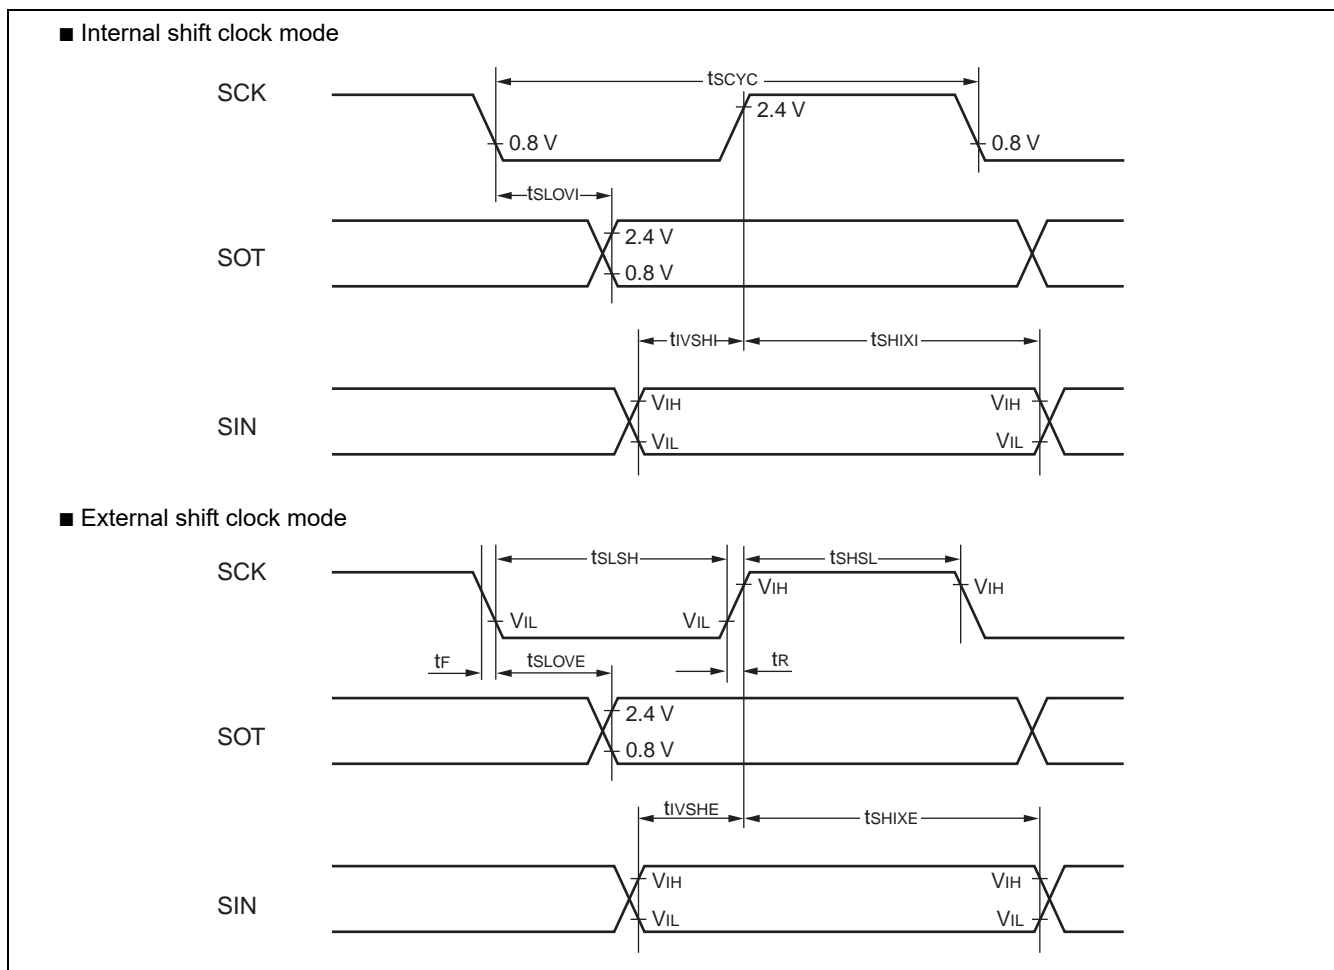 ■ Internal shift clock mode
tSCYC
SCK
2.4 V
0.8 V
0.8 V
tSLOVI
2.4 V
SOT
0.8 V
tIVSHI
tSHIXI
VIH
VIH
SIN
VIL
VIL
■ External shift clock mode
tSLSH
tSHSL
SCK
VIH
VIH
VIL
VIL
tF
tSLOVE
tR
2.4 V
SOT
0.8 V
tIVSHE
tSHIXE
VIH
VIH
SIN
VIL
VIL